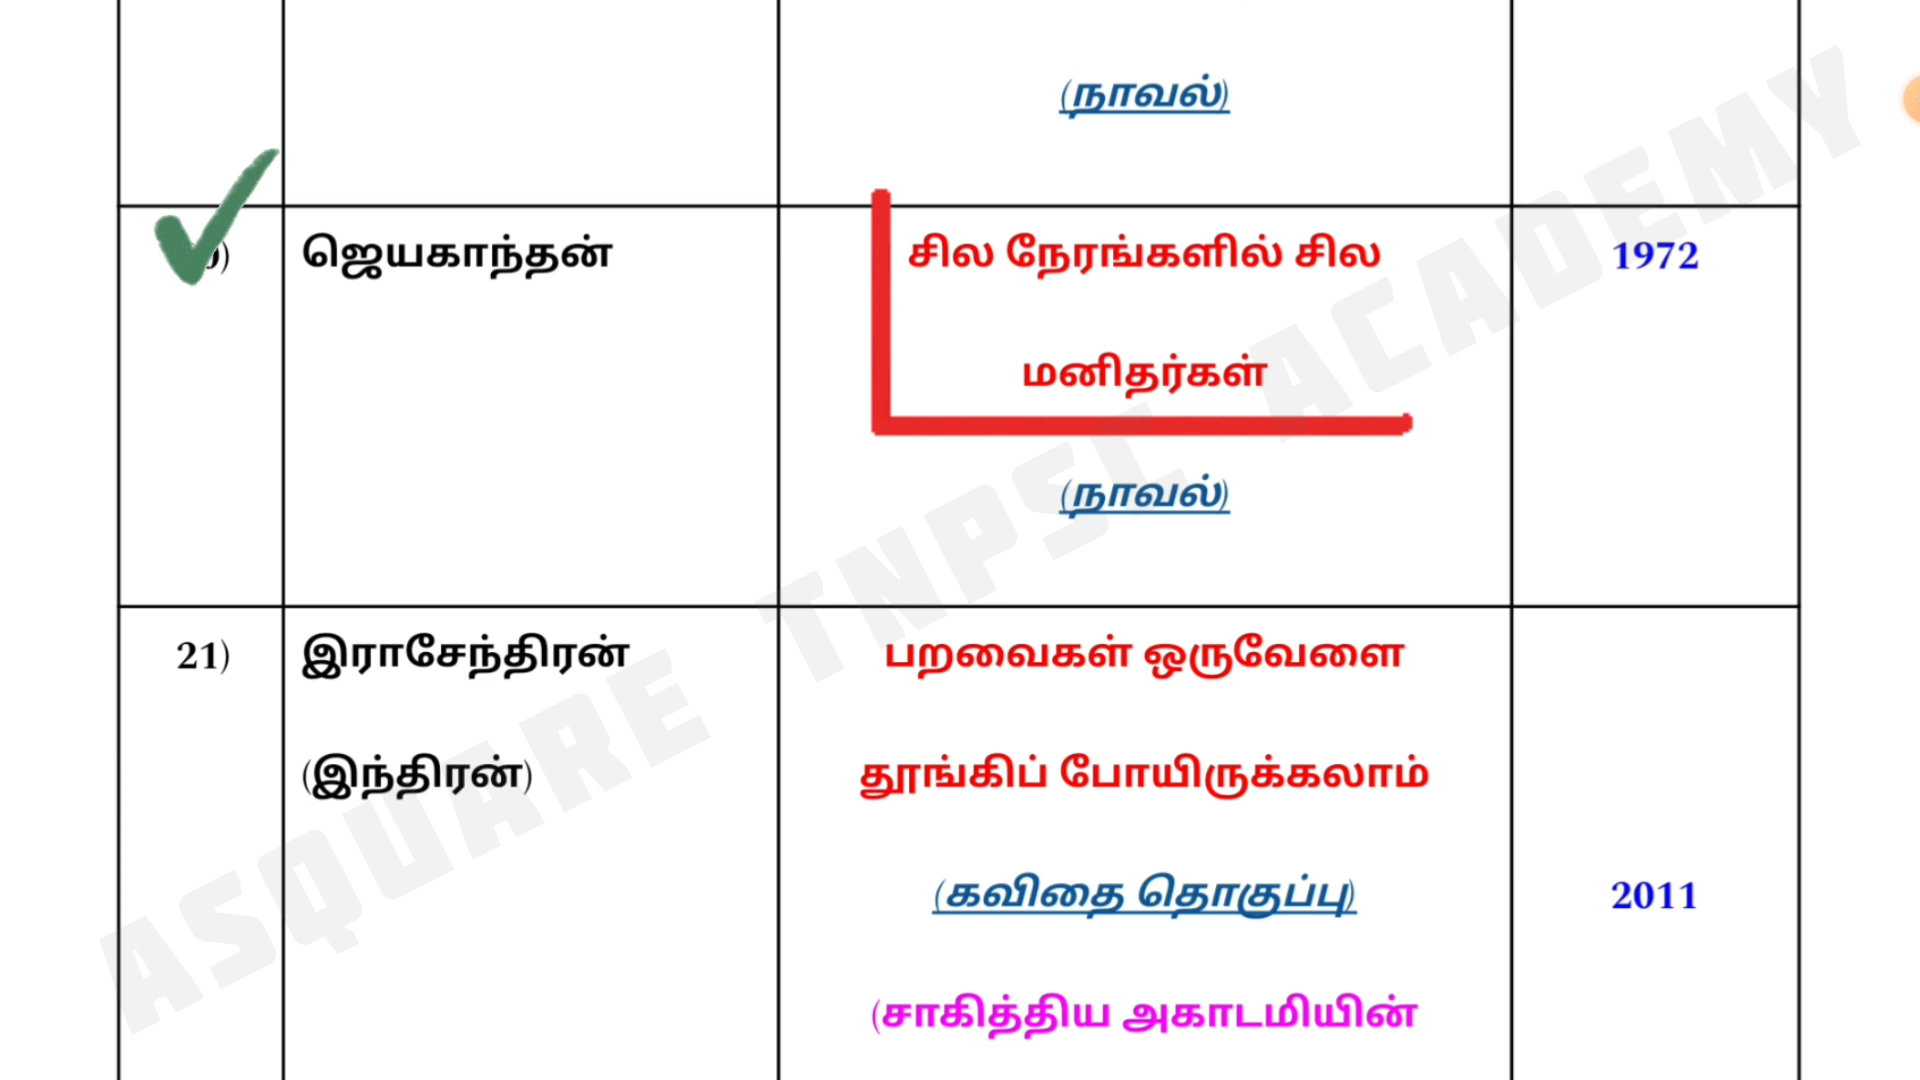 (நாவல்)
ஜெயகாந்தன்
சில நேரங்களில் சில
1972
மனிதர்கள்
(நாவல்)
21)
இராசேந்திரன்
பறவைகள் ஒருவேளை
(இந்திரன்)
தூங்கிப் போயிருக்கலாம்
(கவிதை தொகுப்பு)
2011
(சாகித்திய அகாடமியின்
ASQUARE TNPSC ACADEMY